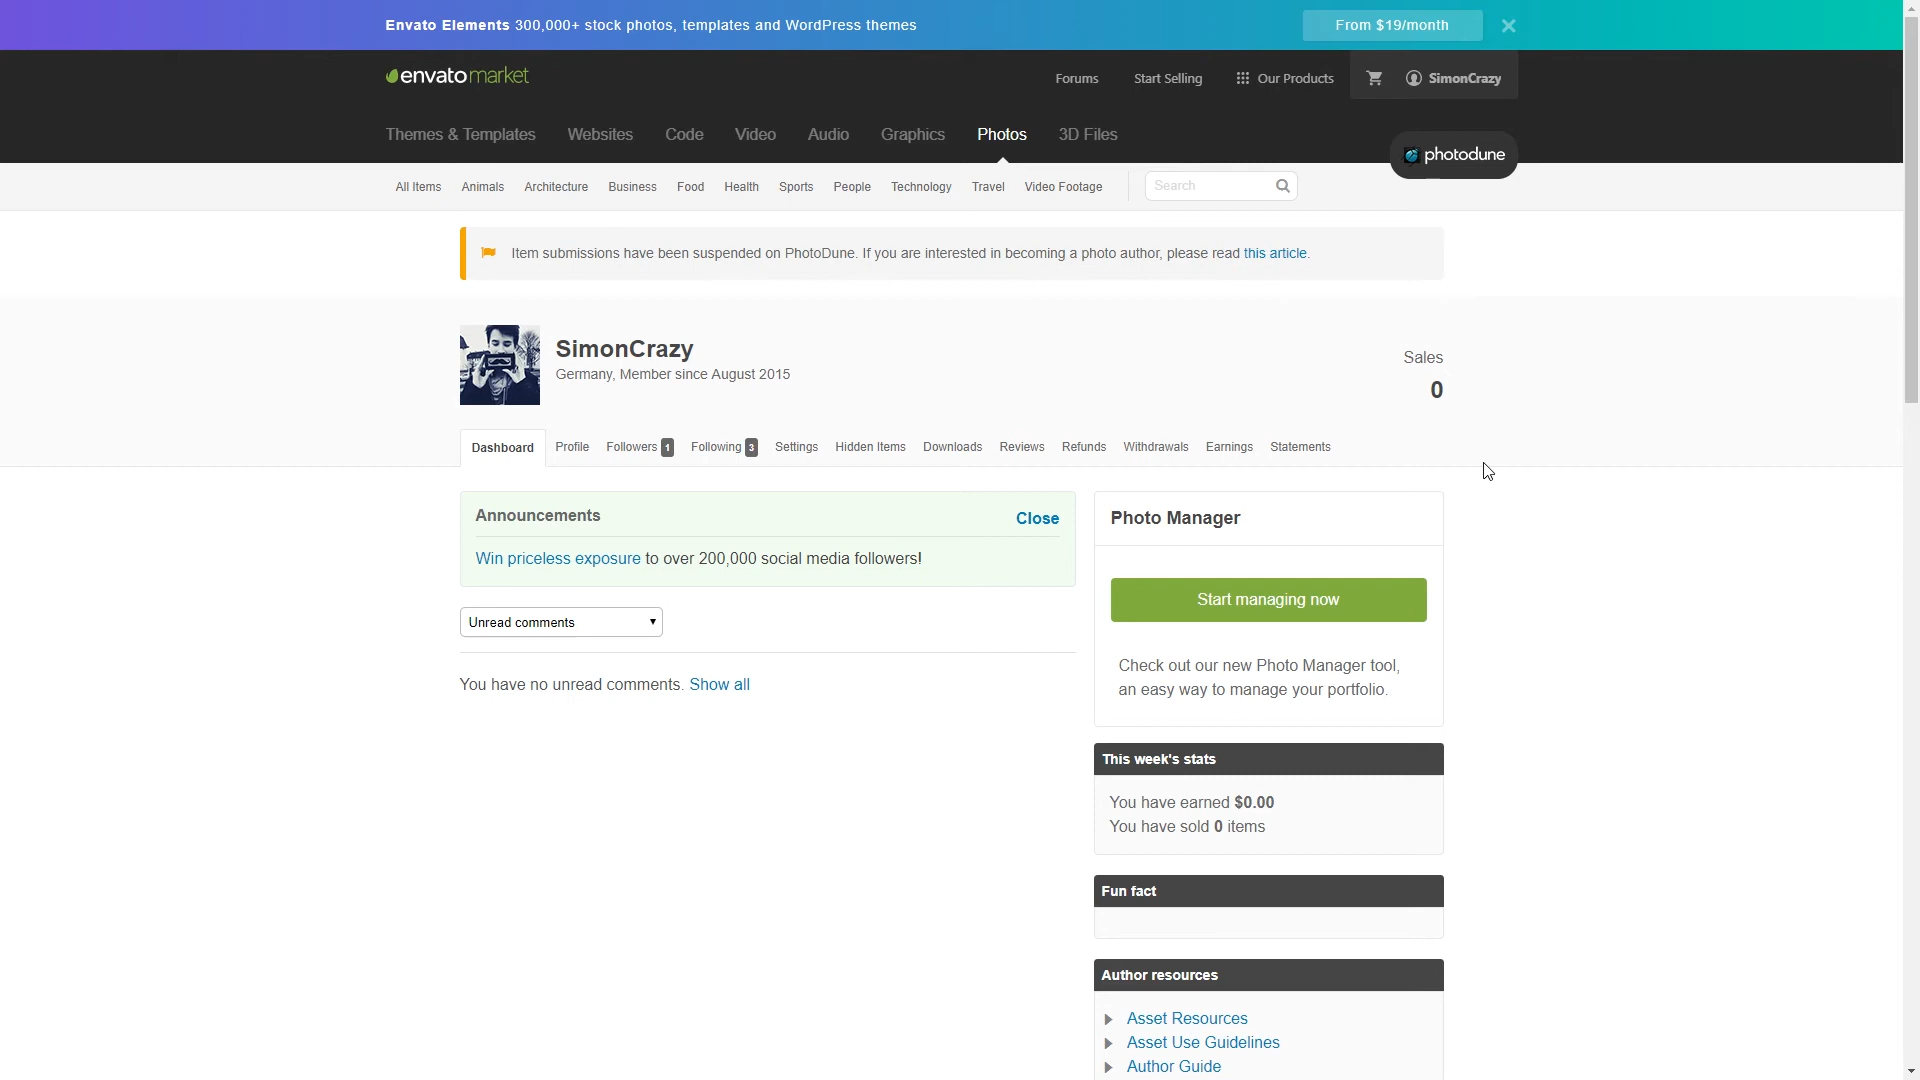 Envato Elements 300,000+ stock photos, templates and WordPress themes
From $19/month
envatomarket
Forums
Start Selling
Our Products
SimonCrazy
Themes & Templates
Websites
Code
Video
Audio
Graphics
Photos
3D Files
photodune
All Items
Animals
Architecture
Business
Food
Health
Sports
People
Technology
Travel
Video Footage
Search
Item submissions have been suspended on PhotoDune. If you are interested in becoming a photo author, please read this article.
SimonCrazy
Germany, Member since August 2015
Sales
0
Dashboard
Profile
Followers 1
Following 3
Settings
Hidden Items
Downloads
Reviews
Refunds
Withdrawals
Earnings
Statements
Announcements
Close
Win priceless exposure to over 200,000 social media followers!
Unread comments
You have no unread comments. Show all
Photo Manager
Start managing now
Check out our new Photo Manager tool,
an easy way to manage your portfolio.
This week's stats
You have earned $0.00
You have sold 0 items
Fun fact
Author resources
Asset Resources
Asset Use Guidelines
Author Guide